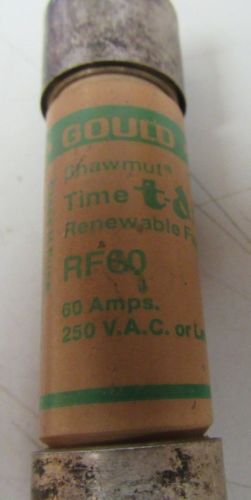 GOULD
Shawmut®
Time t-d
Renewable
RF60
60 Amps.
250 V.A.C. or